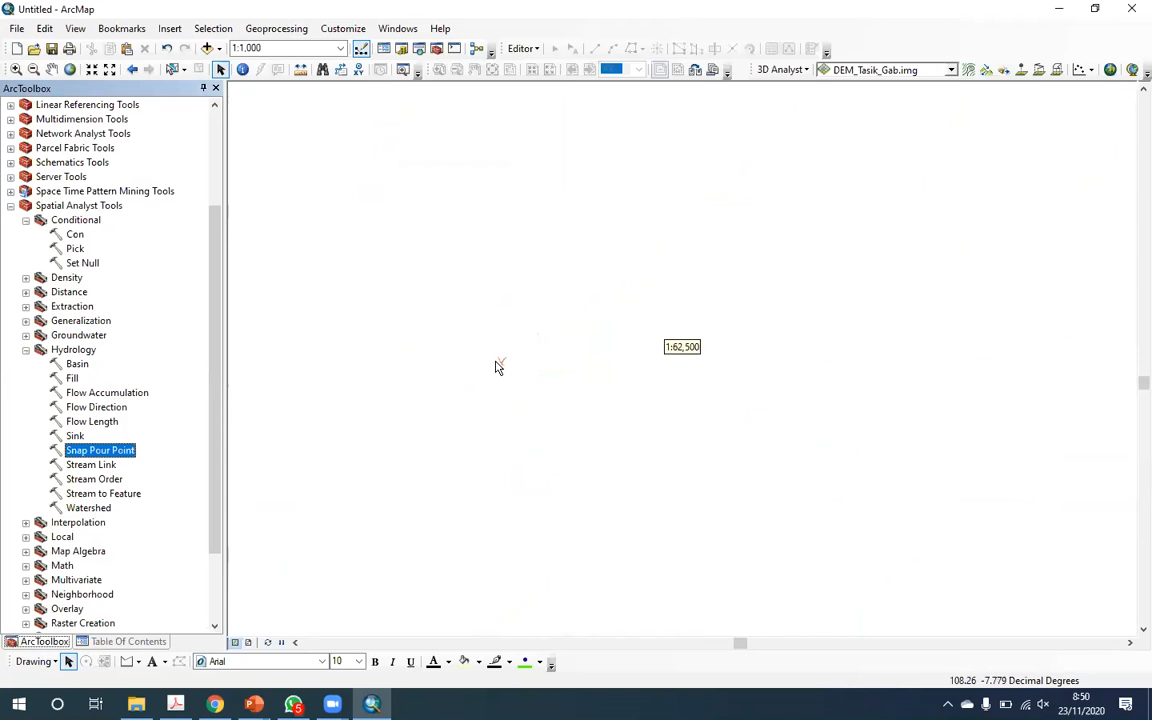 Untitled - ArcMap
File Edit View Bookmarks Insert Selection Geoprocessing Customize Windows Help
1:1,000 Editor
3D Analyst DEM_Tasik_Gab.img
ArcToolbox
Linear Referencing Tools
Multidimension Tools
Network Analyst Tools
Parcel Fabric Tools
Schematics Tools
Server Tools
Space Time Pattern Mining Tools
Spatial Analyst Tools
Conditional
Con
Pick
Set Null
Density
Distance
Extraction
Generalization
Groundwater
Hydrology
Basin
Fill
Flow Accumulation
Flow Direction
Flow Length
Sink
Snap Pour Point
Stream Link
Stream Order
Stream to Feature
Watershed
Interpolation
Local
Map Algebra
Math
Multivariate
Neighborhood
Overlay
Raster Creation
1:62,500
ArcToolbox Table Of Contents
Drawing A Arial 10 B I U A
108.26 -7.779 Decimal Degrees
5
8:50
23/11/2020